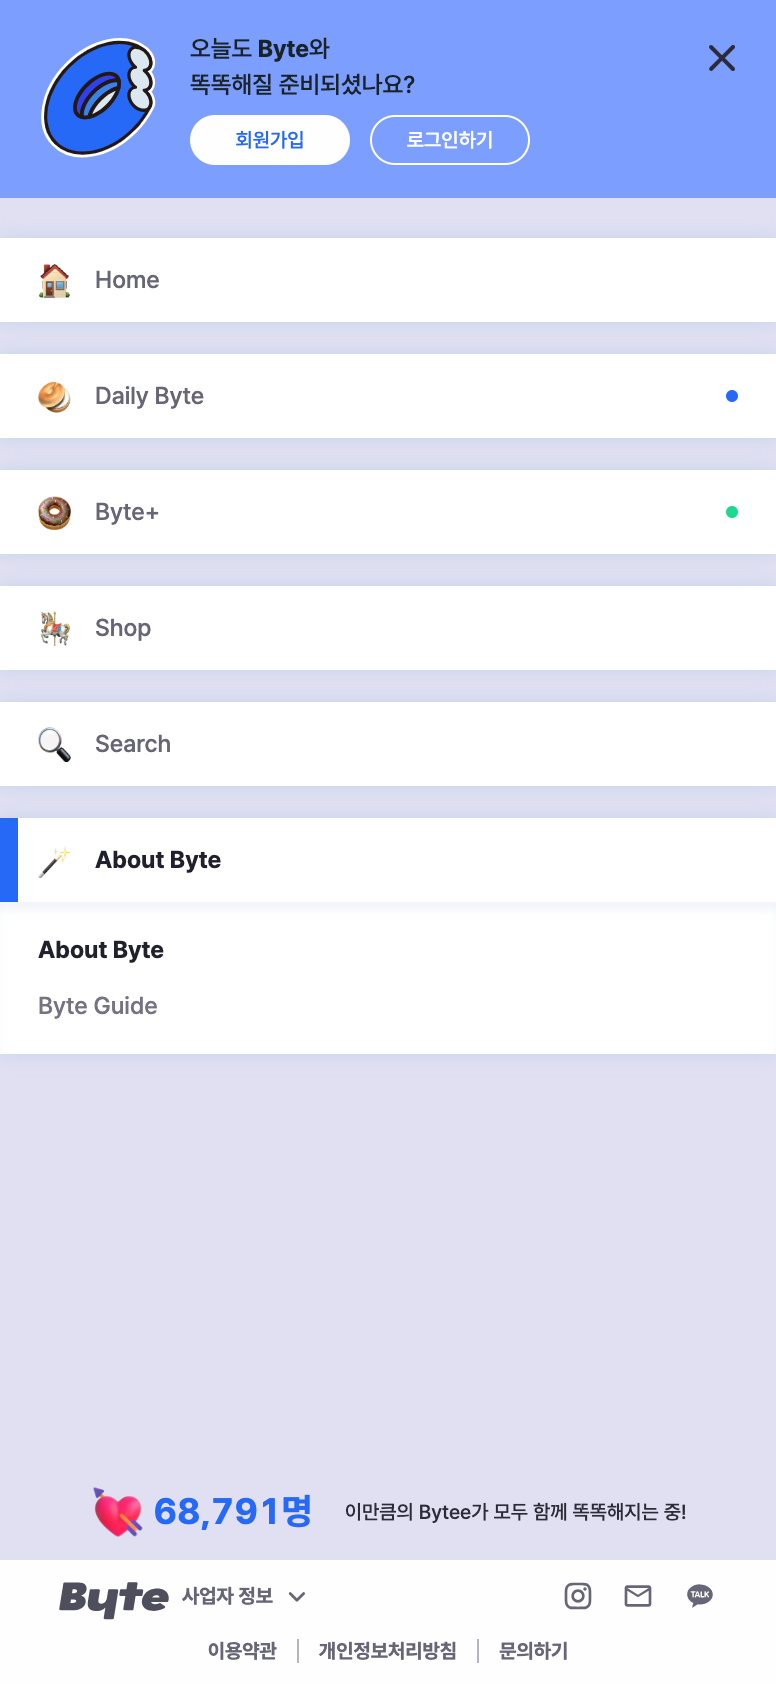 오늘도 Byte와
똑똑해질 준비되셨나요?
회원가입
로그인하기
Home
Daily Byte
Byte+
Shop
Search
About Byte
About Byte
Byte Guide
68,791명
이만큼의 Bytee가 모두 함께 똑똑해지는 중!
Byte 사업자 정보
TALK
이용약관
개인정보처리방침
문의하기